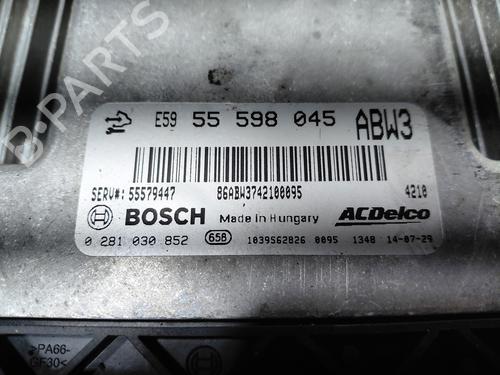 E59 55 598 045 ABW3
SERV#: 55579447 86ABW3742100095 4210
BOSCH Made in Hungary ACDelco
0 281 030 852 658 1039S62826 0095 1348 14-07-29
>PA66-
GF30<
B-PARTS